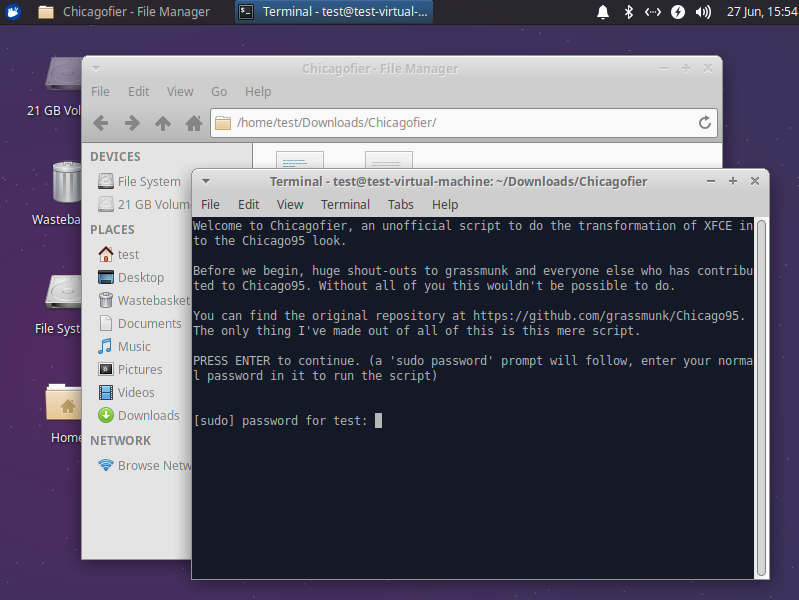 Chicagofier - File Manager
Terminal - test@test-virtual-...
27 Jun, 15:54
21 GB Vol
Wasteba
File Syst
Home
Chicagofier - File Manager
File Edit View Go Help
/home/test/Downloads/Chicagofier/
DEVICES
File System
21 GB Volum
PLACES
test
Desktop
Wastebasket
Documents
Music
Pictures
Videos
Downloads
NETWORK
Browse Netw
Terminal - test@test-virtual-machine: ~/Downloads/Chicagofier
File Edit View Terminal Tabs Help
Welcome to Chicagofier, an unofficial script to do the transformation of XFCE in
to the Chicago95 look.
Before we begin, huge shout-outs to grassmunk and everyone else who has contribu
ted to Chicago95. Without all of you this wouldn't be possible to do.
You can find the original repository at https://github.com/grassmunk/Chicago95.
The only thing I've made out of all of this is this mere script.
PRESS ENTER to continue. (a 'sudo password' prompt will follow, enter your norma
l password in it to run the script)
[sudo] password for test: